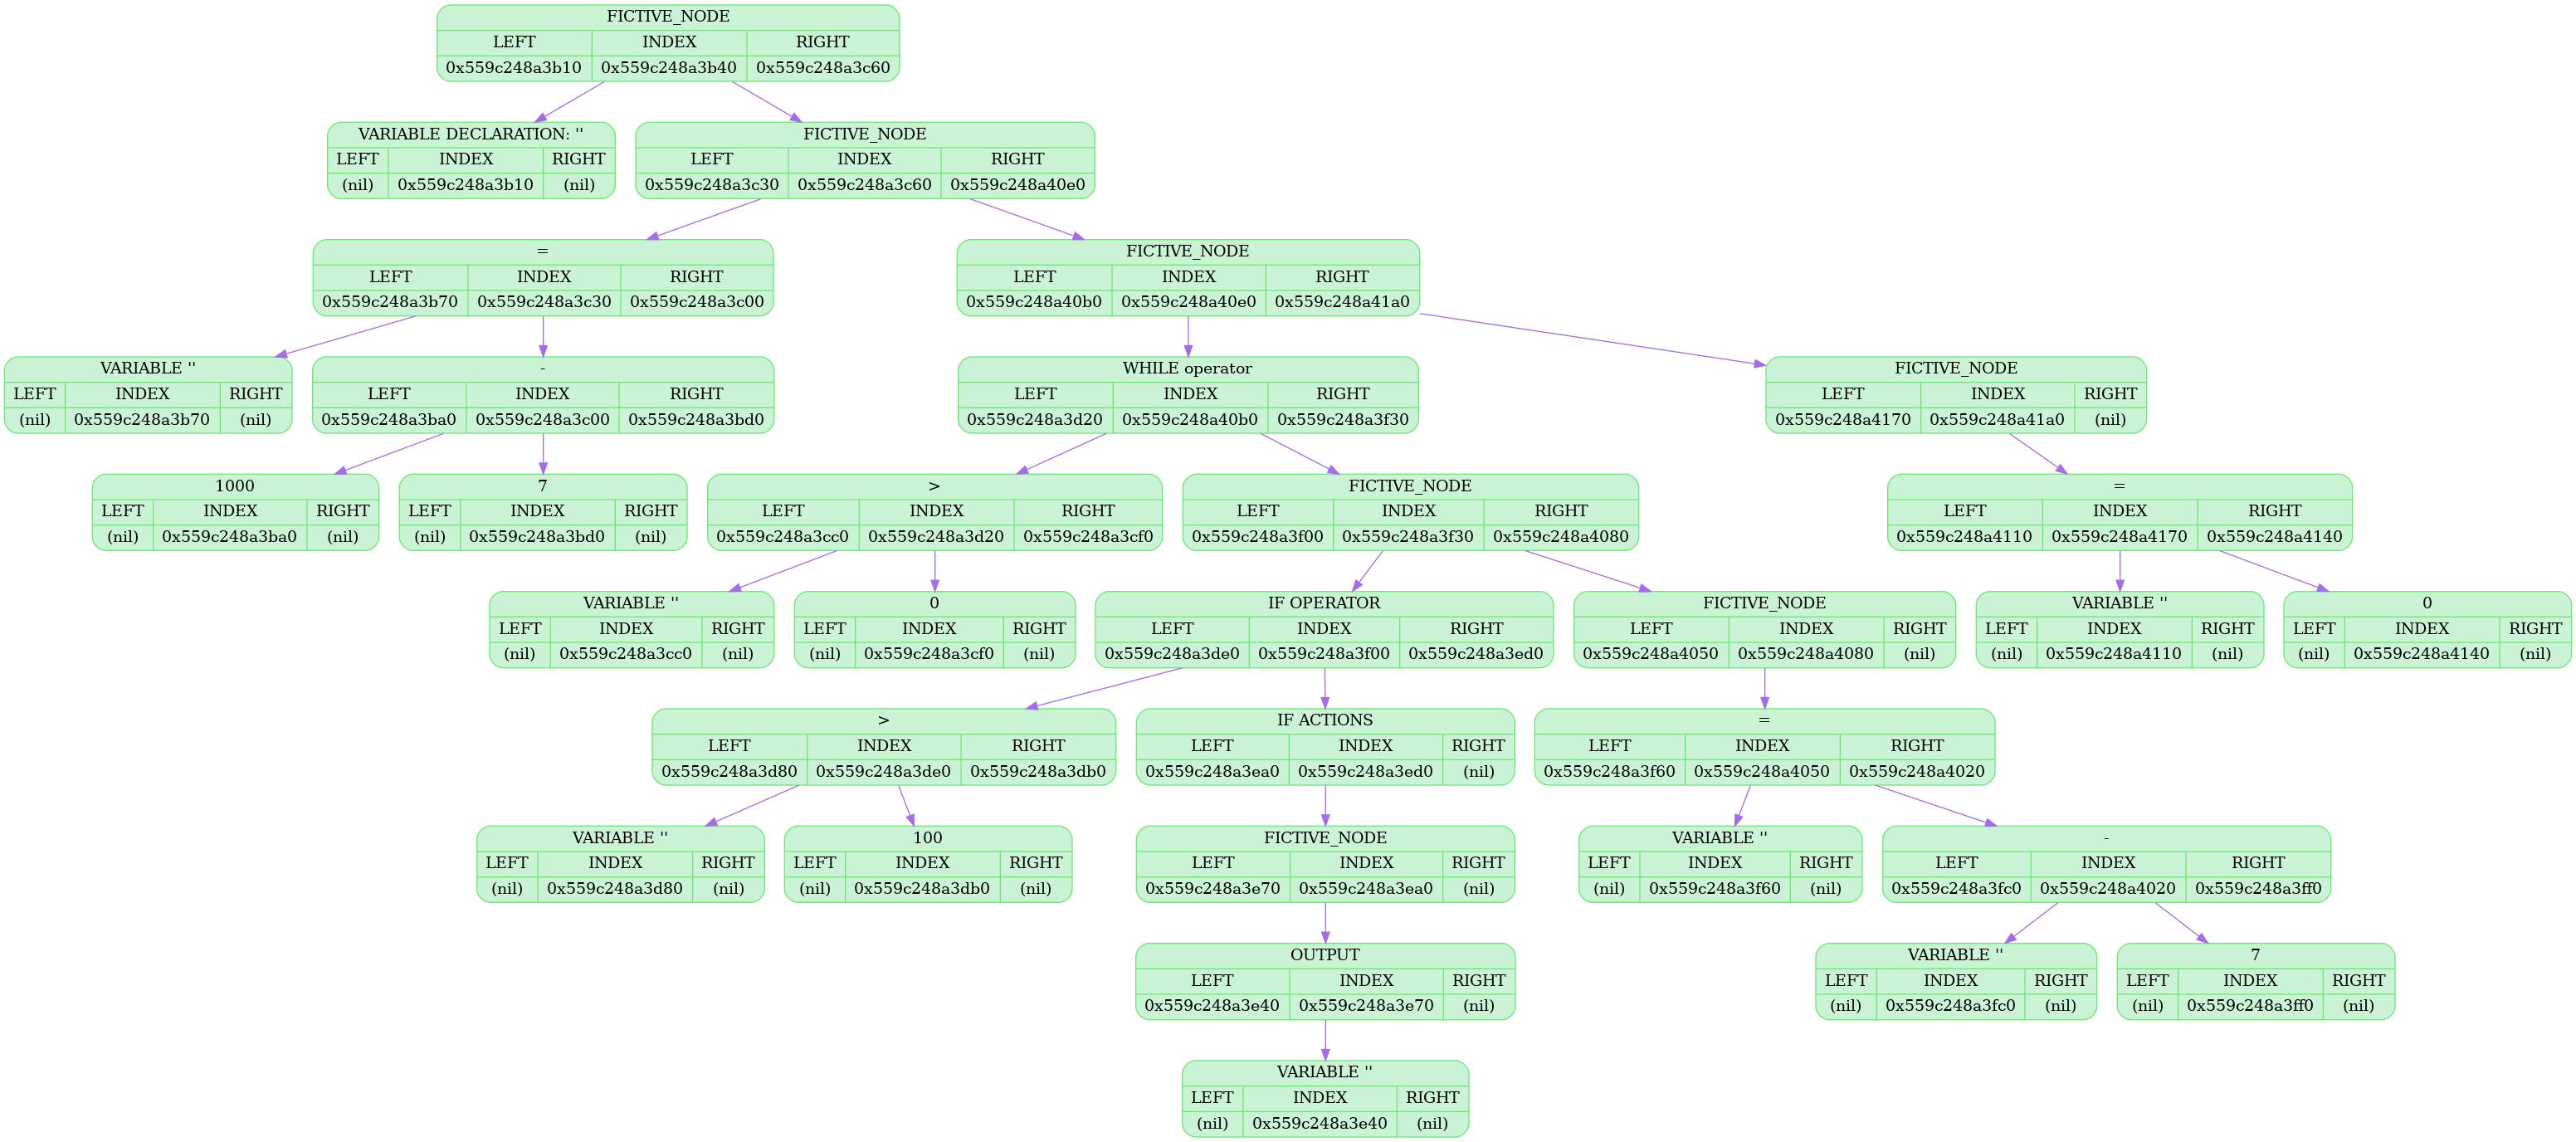 FICTIVE_NODE
LEFT INDEX RIGHT
0x559c248a3b10 0x559c248a3b40 0x559c248a3c60
VARIABLE DECLARATION: ''
LEFT INDEX RIGHT
(nil) 0x559c248a3b10 (nil)
FICTIVE_NODE
LEFT INDEX RIGHT
0x559c248a3c30 0x559c248a3c60 0x559c248a40e0
=
LEFT INDEX RIGHT
0x559c248a3b70 0x559c248a3c30 0x559c248a3c00
FICTIVE_NODE
LEFT INDEX RIGHT
0x559c248a40b0 0x559c248a40e0 0x559c248a41a0
VARIABLE ''
LEFT INDEX RIGHT
(nil) 0x559c248a3b70 (nil)
-
LEFT INDEX RIGHT
0x559c248a3ba0 0x559c248a3c00 0x559c248a3bd0
WHILE operator
LEFT INDEX RIGHT
0x559c248a3d20 0x559c248a40b0 0x559c248a3f30
FICTIVE_NODE
LEFT INDEX RIGHT
0x559c248a4170 0x559c248a41a0 (nil)
1000
LEFT INDEX RIGHT
(nil) 0x559c248a3ba0 (nil)
7
LEFT INDEX RIGHT
(nil) 0x559c248a3bd0 (nil)
>
LEFT INDEX RIGHT
0x559c248a3cc0 0x559c248a3d20 0x559c248a3cf0
FICTIVE_NODE
LEFT INDEX RIGHT
0x559c248a3f00 0x559c248a3f30 0x559c248a4080
=
LEFT INDEX RIGHT
0x559c248a4110 0x559c248a4170 0x559c248a4140
VARIABLE ''
LEFT INDEX RIGHT
(nil) 0x559c248a3cc0 (nil)
0
LEFT INDEX RIGHT
(nil) 0x559c248a3cf0 (nil)
IF OPERATOR
LEFT INDEX RIGHT
0x559c248a3de0 0x559c248a3f00 0x559c248a3ed0
FICTIVE_NODE
LEFT INDEX RIGHT
0x559c248a4050 0x559c248a4080 (nil)
VARIABLE ''
LEFT INDEX RIGHT
(nil) 0x559c248a4110 (nil)
0
LEFT INDEX RIGHT
(nil) 0x559c248a4140 (nil)
>
LEFT INDEX RIGHT
0x559c248a3d80 0x559c248a3de0 0x559c248a3db0
IF ACTIONS
LEFT INDEX RIGHT
0x559c248a3ea0 0x559c248a3ed0 (nil)
=
LEFT INDEX RIGHT
0x559c248a3f60 0x559c248a4050 0x559c248a4020
VARIABLE ''
LEFT INDEX RIGHT
(nil) 0x559c248a3d80 (nil)
100
LEFT INDEX RIGHT
(nil) 0x559c248a3db0 (nil)
FICTIVE_NODE
LEFT INDEX RIGHT
0x559c248a3e70 0x559c248a3ea0 (nil)
VARIABLE ''
LEFT INDEX RIGHT
(nil) 0x559c248a3f60 (nil)
-
LEFT INDEX RIGHT
0x559c248a3fc0 0x559c248a4020 0x559c248a3ff0
OUTPUT
LEFT INDEX RIGHT
0x559c248a3e40 0x559c248a3e70 (nil)
VARIABLE ''
LEFT INDEX RIGHT
(nil) 0x559c248a3fc0 (nil)
7
LEFT INDEX RIGHT
(nil) 0x559c248a3ff0 (nil)
VARIABLE ''
LEFT INDEX RIGHT
(nil) 0x559c248a3e40 (nil)